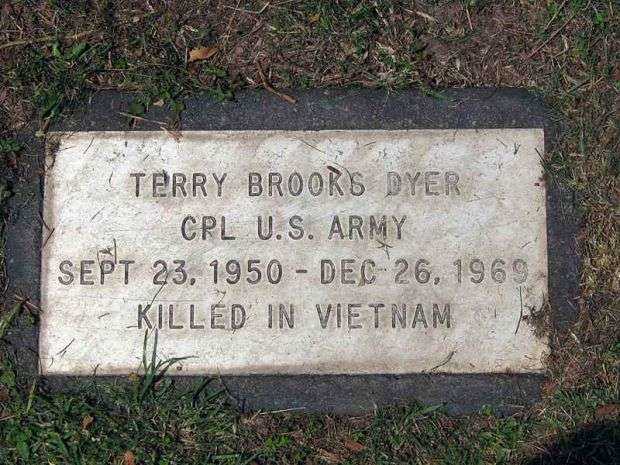 TERRY BROOKS DYER
CPL U.S. ARMY
SEPT 23, 1950 - DEC 26, 1969
KILLED IN VIETNAM